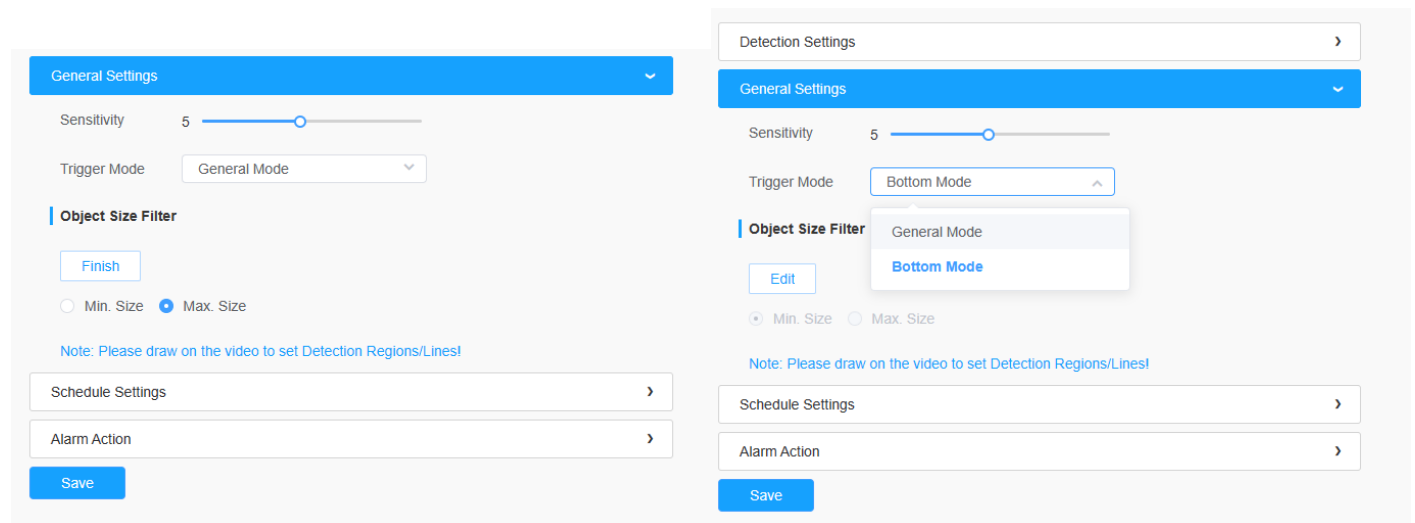 General Settings
Sensitivity 5
Trigger Mode General Mode
Object Size Filter
Finish
Min. Size Max. Size
Note: Please draw on the video to set Detection Regions/Lines!
Schedule Settings
Alarm Action
Save
Detection Settings
General Settings
Sensitivity 5
Trigger Mode Bottom Mode
General Mode
Bottom Mode
Object Size Filter
Edit
Min. Size Max. Size
Note: Please draw on the video to set Detection Regions/Lines!
Schedule Settings
Alarm Action
Save